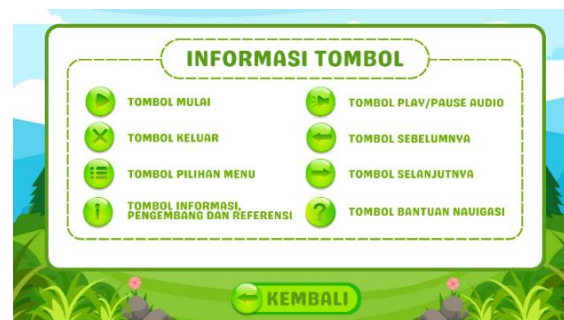 INFORMASI TOMBOL
TOMBOL MULAI
TOMBOL KELUAR
TOMBOL PILIHAN MENU
TOMBOL INFORMASI,
PENGEMBANG DAN REFERENSI
TOMBOL PLAY/PAUSE AUDIO
TOMBOL SEBELUMNYA
TOMBOL SELANJUTNYA
? TOMBOL BANTUAN NAVIGASI
KEMBALI